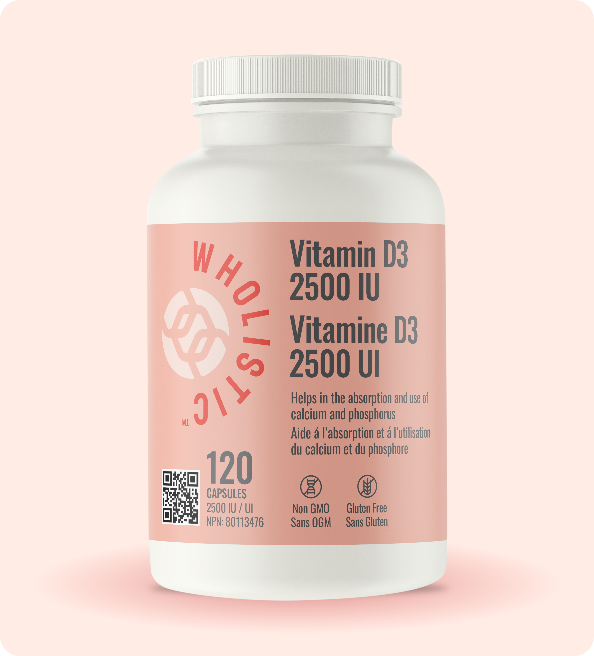 WHOLISTIC
TM
Vitamin D3
2500 IU
Vitamine D3
2500 UI
Helps in the absorption and use of
calcium and phosphorus
Aide á l'absorption et á l'utilisation
du calcium et du phosphore
120
CAPSULES
2500 IU / UI
NPN: 80113476
Non GMO
Sans OGM
Gluten Free
Sans Gluten